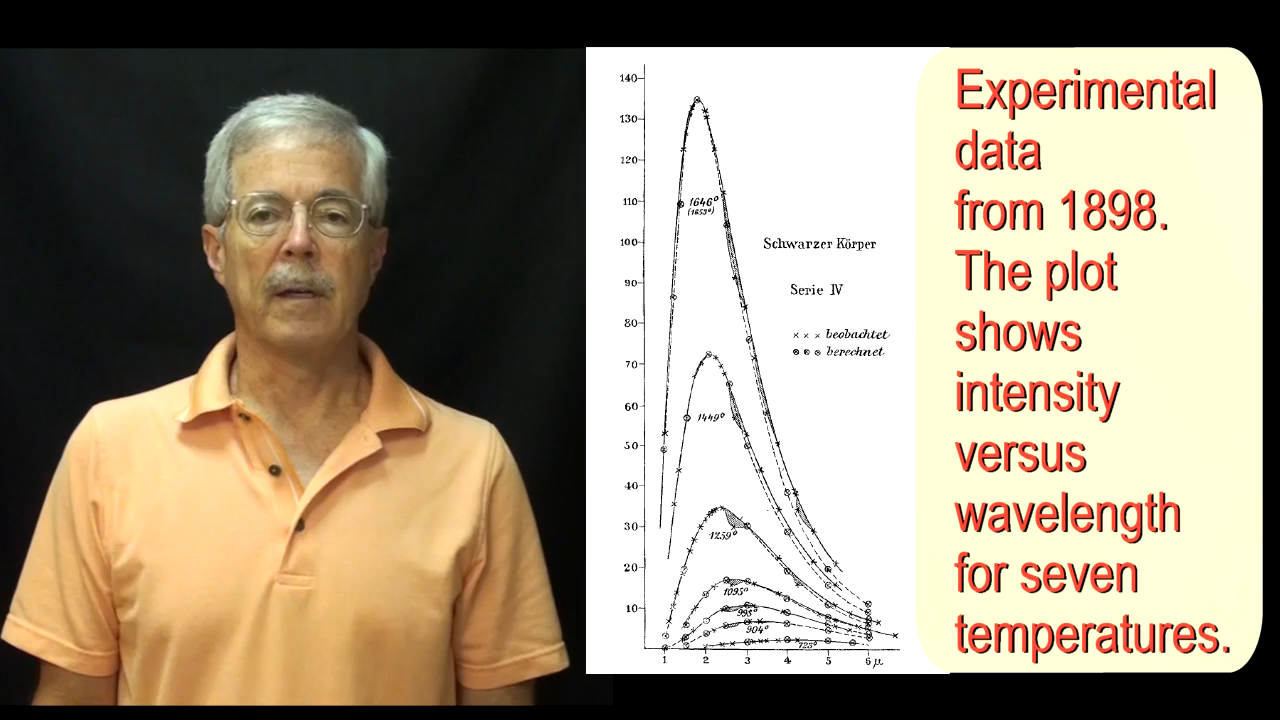 140
130
120
110
100
90
80
70
60
50
40
30
20
10
1646°
(1653°)
1449°
1259°
1095°
998°
904°
723°
Schwarzer Körper
Serie IV
× × × beobachtet
⊗ ⊗ ⊗ berechnet
1 2 3 4 5 6 μ
Experimental
data
from 1898.
The plot
shows
intensity
versus
wavelength
for seven
temperatures.